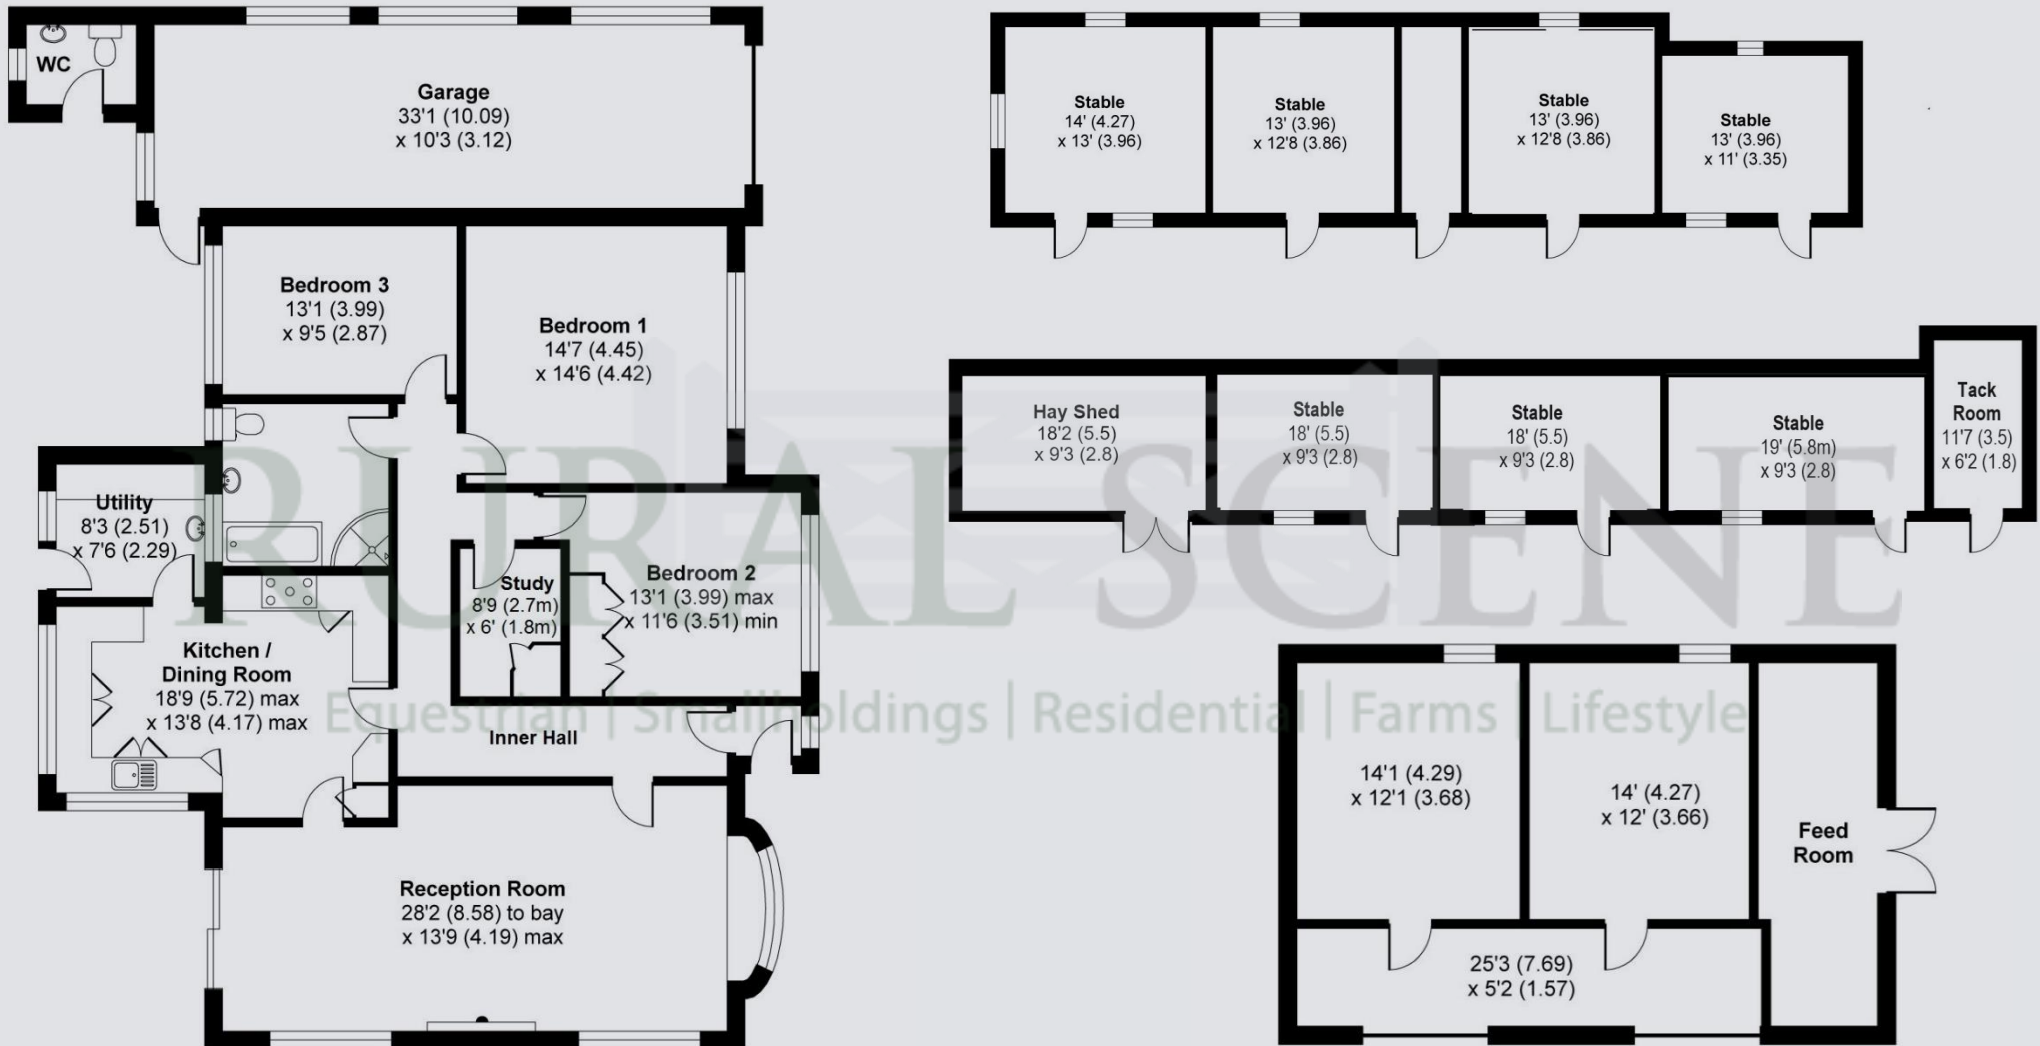 WC
Garage
33'1 (10.09)
x 10'3 (3.12)
Bedroom 3
13'1 (3.99)
x 9'5 (2.87)
Bedroom 1
14'7 (4.45)
x 14'6 (4.42)
Utility
8'3 (2.51)
x 7'6 (2.29)
Study
8'9 (2.7m)
x 6' (1.8m)
Bedroom 2
13'1 (3.99) max
x 11'6 (3.51) min
Kitchen /
Dining Room
18'9 (5.72) max
x 13'8 (4.17) max
Inner Hall
Reception Room
28'2 (8.58) to bay
x 13'9 (4.19) max
Stable
14' (4.27)
x 13' (3.96)
Stable
13' (3.96)
x 12'8 (3.86)
Stable
13' (3.96)
x 12'8 (3.86)
Stable
13' (3.96)
x 11' (3.35)
Hay Shed
18'2 (5.5)
x 9'3 (2.8)
Stable
18' (5.5)
x 9'3 (2.8)
Stable
18' (5.5)
x 9'3 (2.8)
Stable
19' (5.8m)
x 9'3 (2.8)
Tack
Room
11'7 (3.5)
x 6'2 (1.8)
RURAL SCENE
Equestrian | Smallholdings | Residential | Farms | Lifestyle
14'1 (4.29)
x 12'1 (3.68)
14' (4.27)
x 12' (3.66)
Feed
Room
25'3 (7.69)
x 5'2 (1.57)